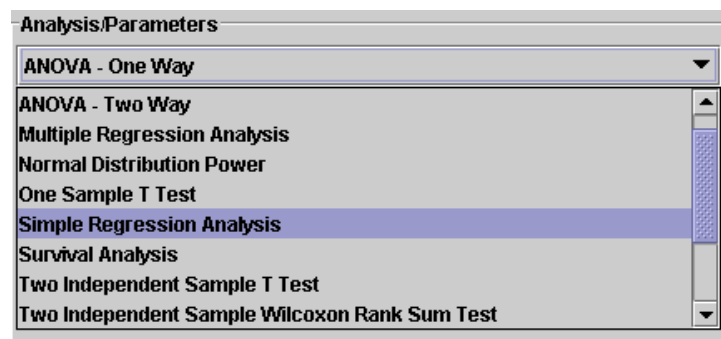 Analysis/Parameters
ANOVA - One Way
ANOVA - Two Way
Multiple Regression Analysis
Normal Distribution Power
One Sample T Test
Simple Regression Analysis
Survival Analysis
Two Independent Sample T Test
Two Independent Sample Wilcoxon Rank Sum Test